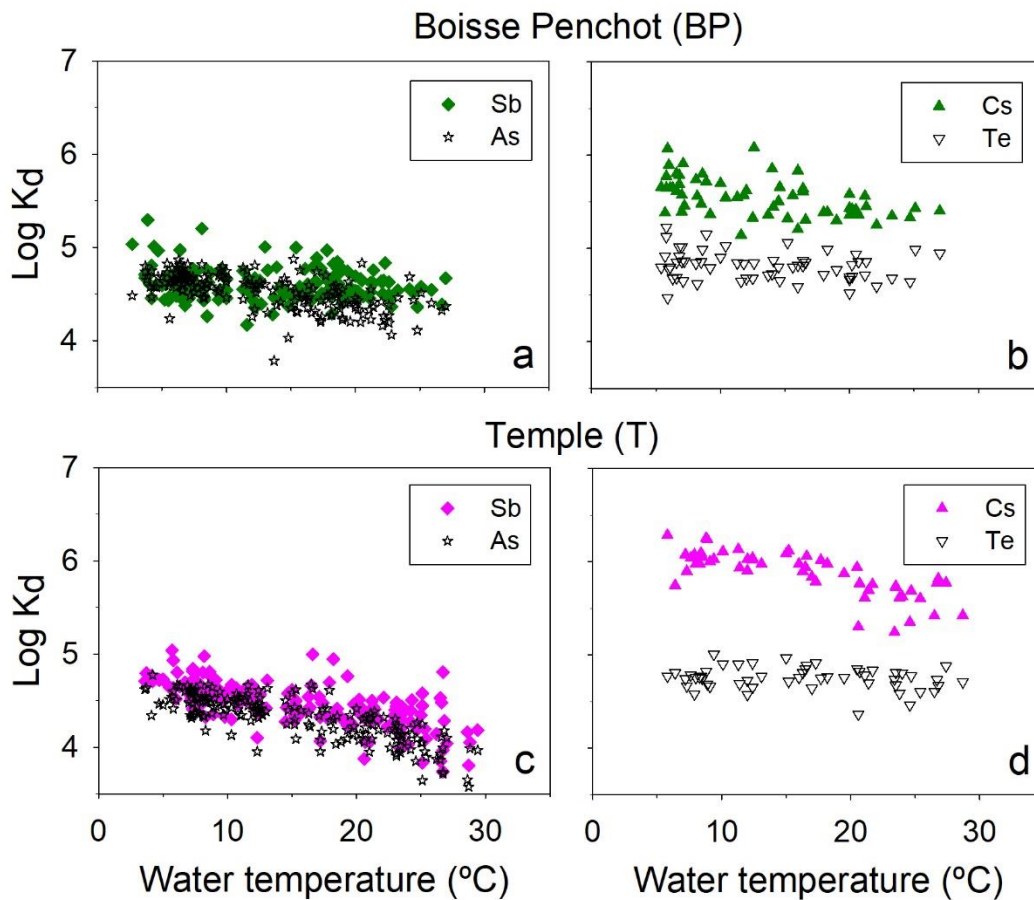 Boisse Penchot (BP)
7
6
5
4
Log Kd
Sb
As
a
Cs
Te
b
Temple (T)
7
6
5
4
Log Kd
Sb
As
c
Cs
Te
d
0 10 20 30
0 10 20 30
Water temperature (ºC)
Water temperature (ºC)